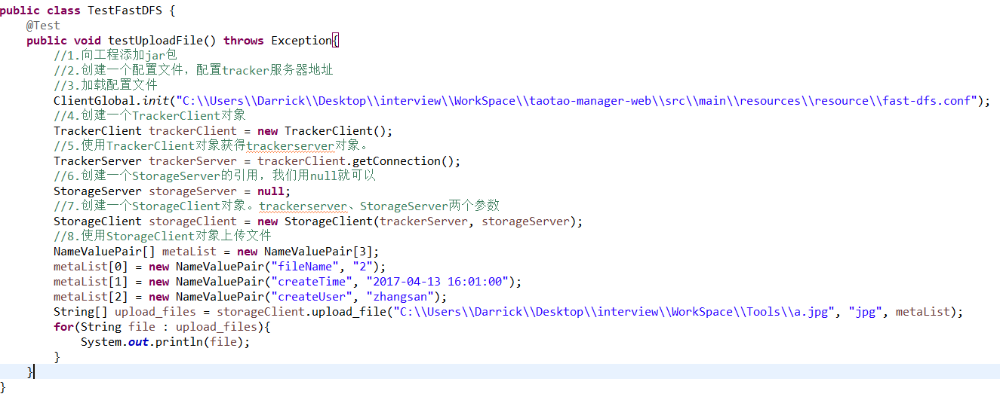 public class TestFastDFS {
@Test
public void testUploadFile() throws Exception{
//1.向工程添加jar包
//2.创建一个配置文件，配置tracker服务器地址
//3.加载配置文件
ClientGlobal.init("C:\\Users\\Darrick\\Desktop\\interview\\WorkSpace\\taotao-manager-web\\src\\main\\resources\\resource\\fast-dfs.conf");
//4.创建一个TrackerClient对象
TrackerClient trackerClient = new TrackerClient();
//5.使用TrackerClient对象获得trackerserver对象。
TrackerServer trackerServer = trackerClient.getConnection();
//6.创建一个StorageServer的引用，我们用null就可以
StorageServer storageServer = null;
//7.创建一个StorageClient对象。trackerserver、StorageServer两个参数
StorageClient storageClient = new StorageClient(trackerServer, storageServer);
//8.使用StorageClient对象上传文件
NameValuePair[] metaList = new NameValuePair[3];
metaList[0] = new NameValuePair("fileName", "2");
metaList[1] = new NameValuePair("createTime", "2017-04-13 16:01:00");
metaList[2] = new NameValuePair("createUser", "zhangsan");
String[] upload_files = storageClient.upload_file("C:\\Users\\Darrick\\Desktop\\interview\\WorkSpace\\Tools\\a.jpg", "jpg", metaList);
for(String file : upload_files){
System.out.println(file);
}
}
}